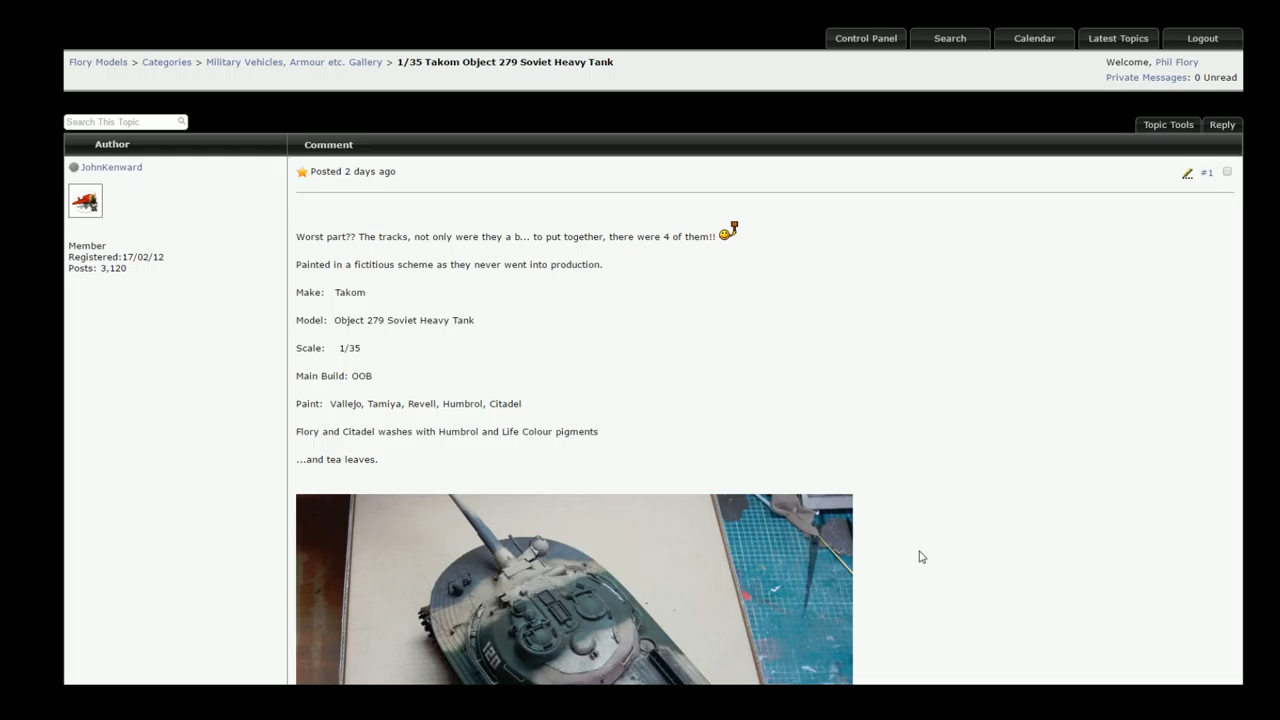 Control Panel Search Calendar Latest Topics Logout
Flory Models > Categories > Military Vehicles, Armour etc. Gallery > 1/35 Takom Object 279 Soviet Heavy Tank
Welcome, Phil Flory
Private Messages: 0 Unread
Search This Topic
Topic Tools Reply
Author Comment
JohnKenward
Posted 2 days ago
#1
Member
Registered:17/02/12
Posts: 3,120
Worst part?? The tracks, not only were they a b... to put together, there were 4 of them!!
Painted in a fictitious scheme as they never went into production.
Make: Takom
Model: Object 279 Soviet Heavy Tank
Scale: 1/35
Main Build: OOB
Paint: Vallejo, Tamiya, Revell, Humbrol, Citadel
Flory and Citadel washes with Humbrol and Life Colour pigments
...and tea leaves.
120